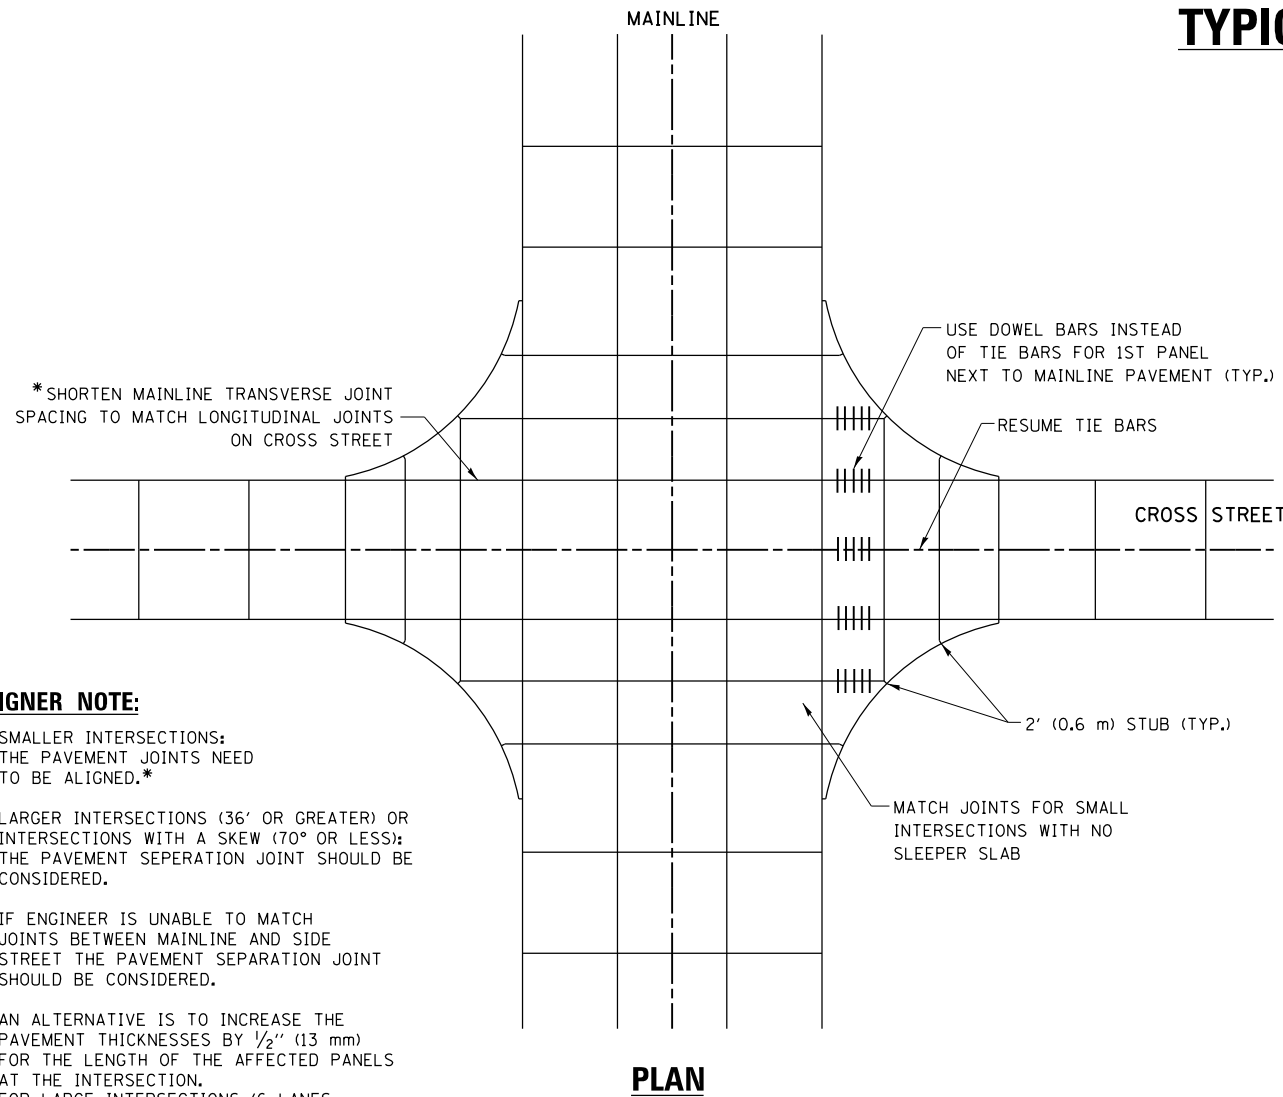 MAINLINE
TYPIC
USE DOWEL BARS INSTEAD
OF TIE BARS FOR 1ST PANEL
NEXT TO MAINLINE PAVEMENT (TYP.)
*SHORTEN MAINLINE TRANSVERSE JOINT
SPACING TO MATCH LONGITUDINAL JOINTS
ON CROSS STREET
RESUME TIE BARS
CROSS STREET
IGNER NOTE:
SMALLER INTERSECTIONS:
THE PAVEMENT JOINTS NEED
TO BE ALIGNED.*
2' (0.6 m) STUB (TYP.)
MATCH JOINTS FOR SMALL
INTERSECTIONS WITH NO
SLEEPER SLAB
LARGER INTERSECTIONS (36' OR GREATER) OR
INTERSECTIONS WITH A SKEW (70° OR LESS):
THE PAVEMENT SEPERATION JOINT SHOULD BE
CONSIDERED.
IF ENGINEER IS UNABLE TO MATCH
JOINTS BETWEEN MAINLINE AND SIDE
STREET THE PAVEMENT SEPARATION JOINT
SHOULD BE CONSIDERED.
AN ALTERNATIVE IS TO INCREASE THE
PAVEMENT THICKNESSES BY 1/2'' (13 mm)
FOR THE LENGTH OF THE AFFECTED PANELS
AT THE INTERSECTION.
FOR LARGE INTERSECTIONS (6 LANES
PLAN